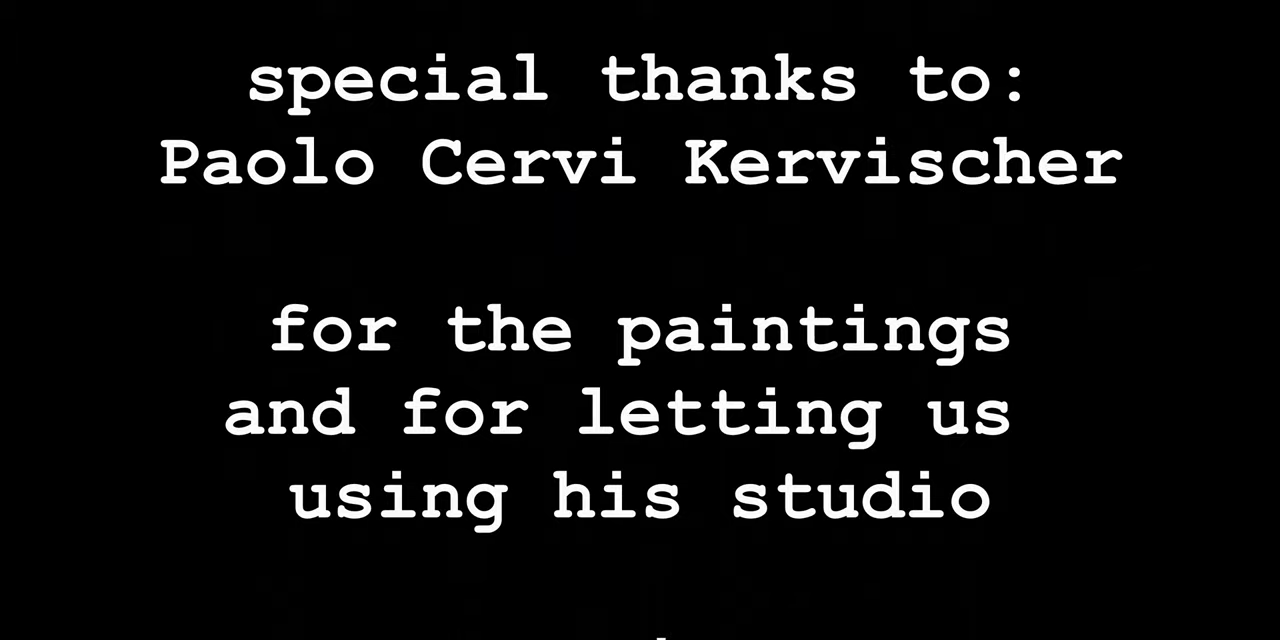 special thanks to:
Paolo Cervi Kervischer
for the paintings
and for letting us
using his studio